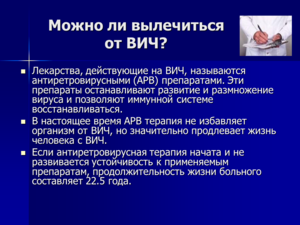 Можно ли вылечиться
от ВИЧ?
Лекарства, действующие на ВИЧ, называются
антиретровирусными (АРВ) препаратами. Эти
препараты останавливают развитие и размножение
вируса и позволяют иммунной системе
восстанавливаться.
В настоящее время АРВ терапия не избавляет
организм от ВИЧ, но значительно продлевает жизнь
человека с ВИЧ.
Если антиретровирусная терапия начата и не
развивается устойчивость к применяемым
препаратам, продолжительность жизни больного
составляет 22.5 года.